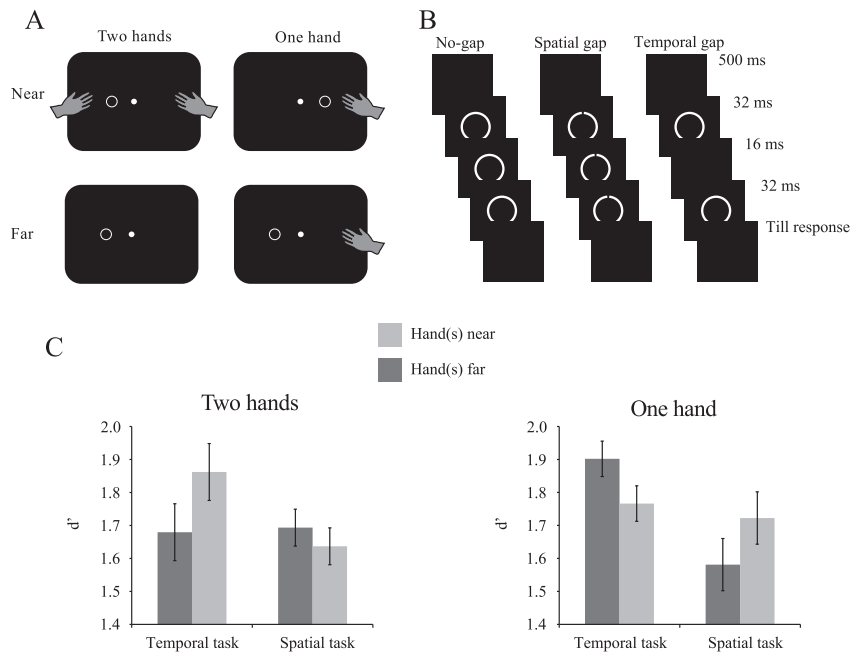 A
Two hands
One hand
Near
Far
B
No-gap
Spatial gap
Temporal gap
500 ms
32 ms
16 ms
32 ms
Till response
C
Hand(s) near
Hand(s) far
Two hands
2.0
1.9
1.8
1.7
1.6
1.5
1.4
d’
Temporal task
Spatial task
One hand
2.0
1.9
1.8
1.7
1.6
1.5
1.4
d’
Temporal task
Spatial task